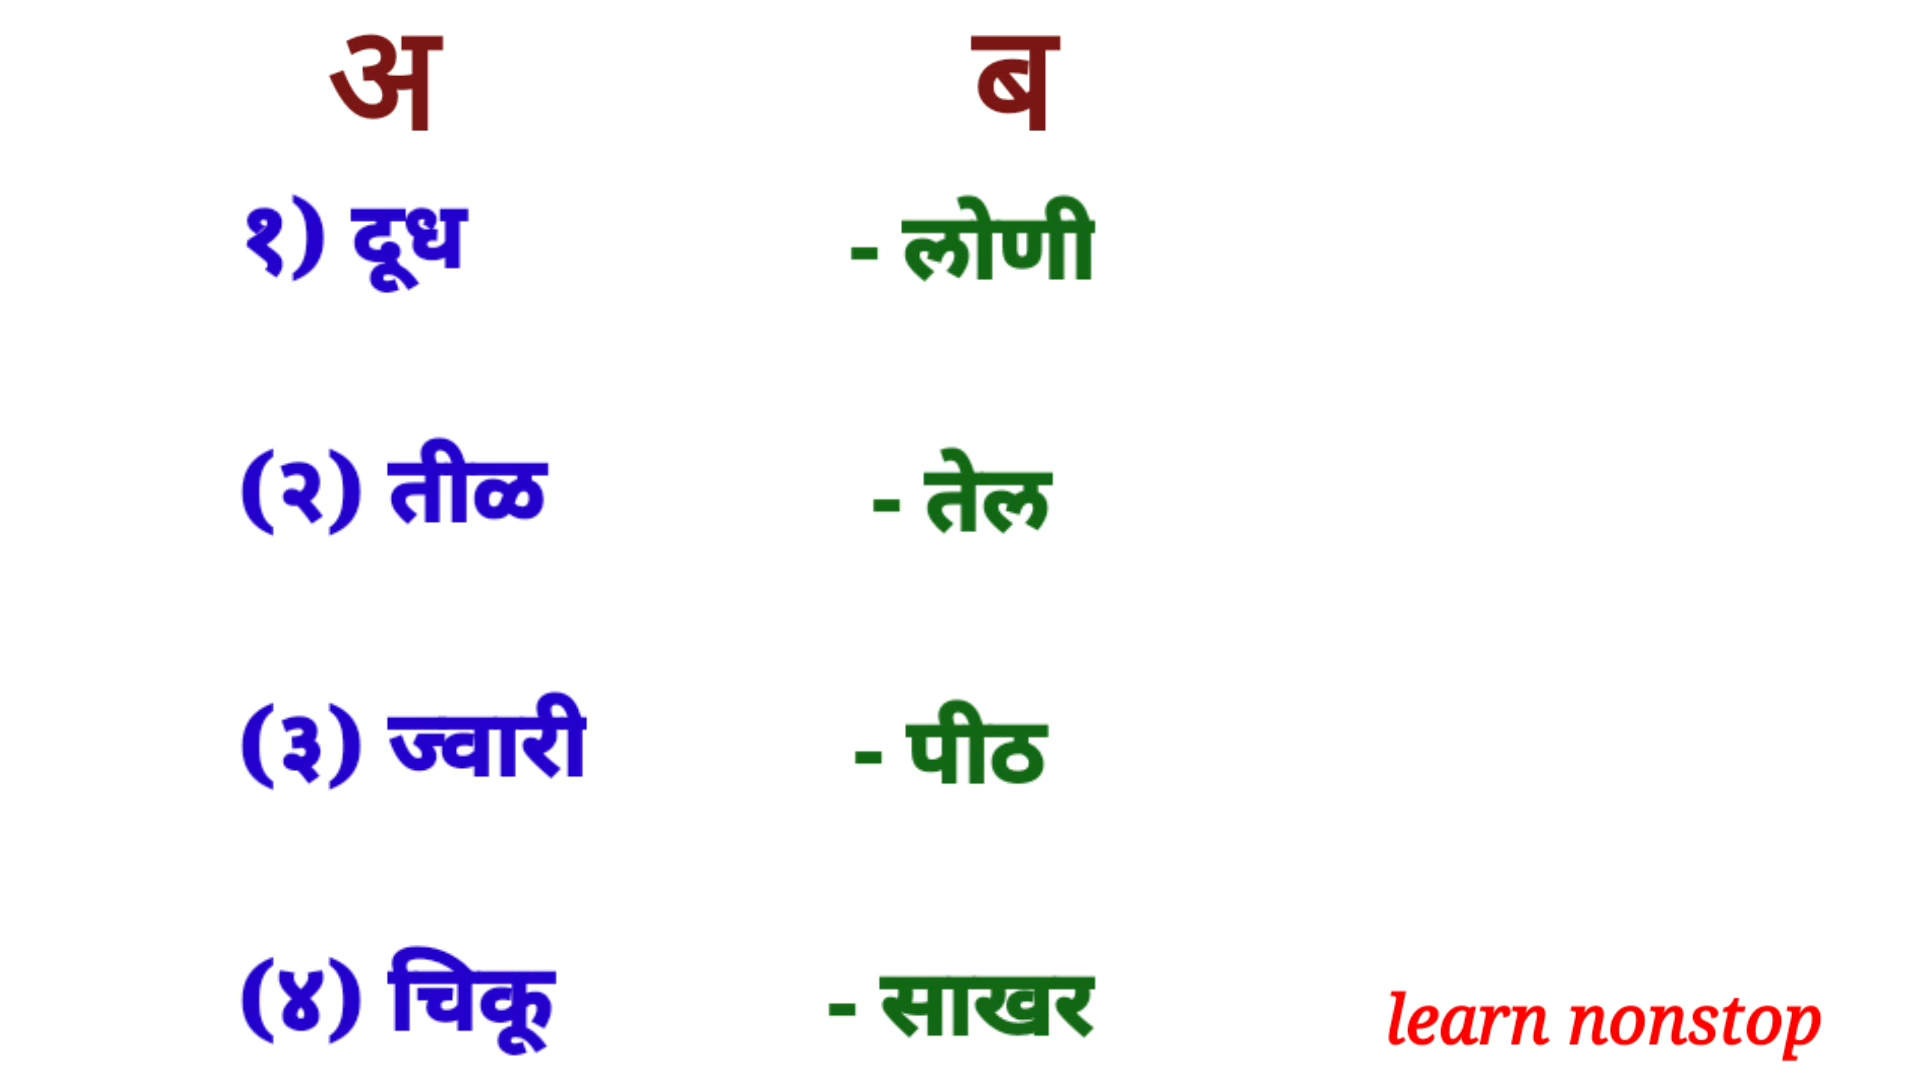 अ ब
१) दूध - लोणी
(२) तीळ - तेल
(३) ज्वारी - पीठ
(४) चिकू - साखर
learn nonstop